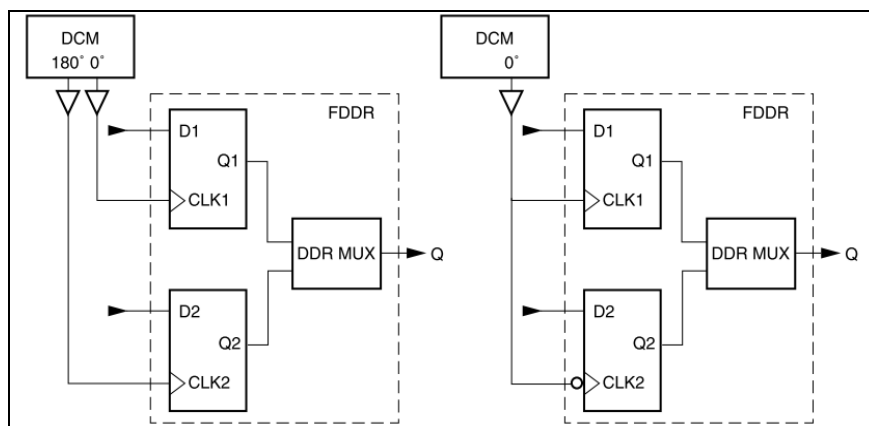 DCM
180° 0°
FDDR
D1
Q1
CLK1
DDR MUX
Q
D2
Q2
CLK2
DCM
0°
FDDR
D1
Q1
CLK1
DDR MUX
Q
D2
Q2
CLK2